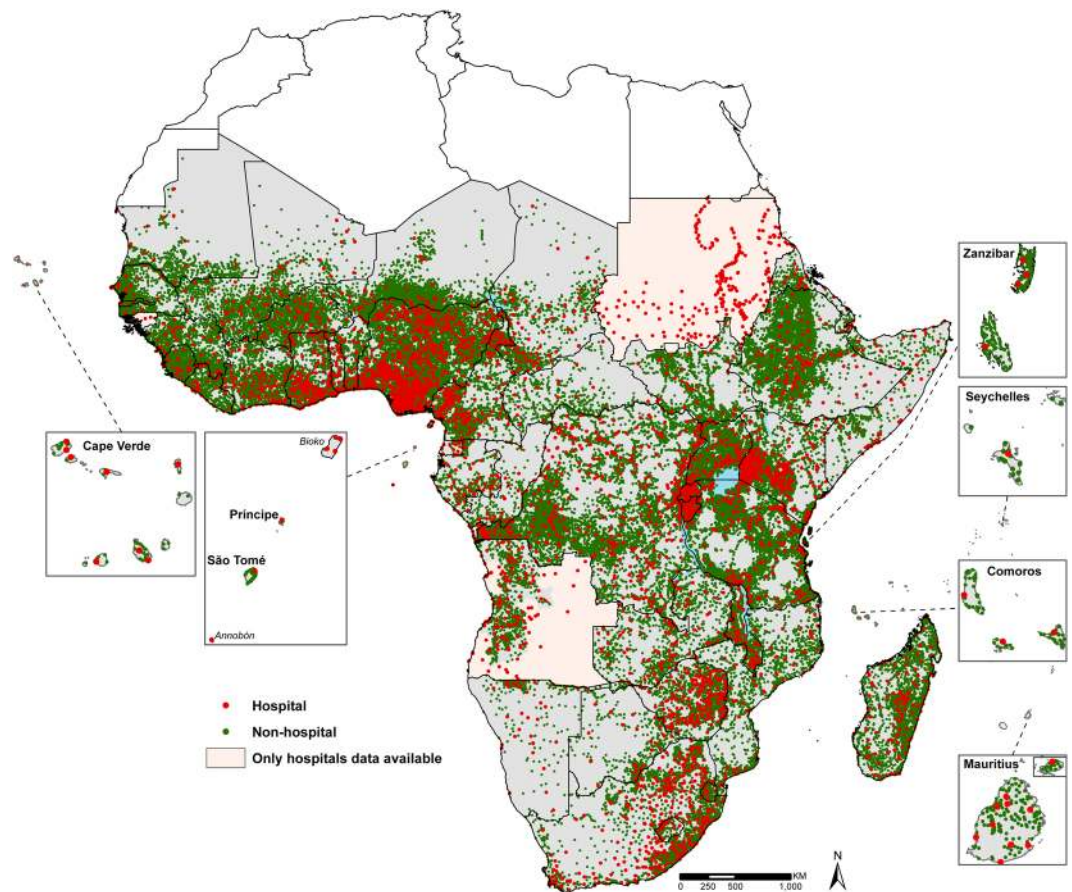 Zanzibar
Seychelles
Cape Verde
Bioko
Príncipe
São Tomé
Annobón
Comoros
Hospital
Non-hospital
Only hospitals data available
Mauritius
N
KM
0 250 500 1,000